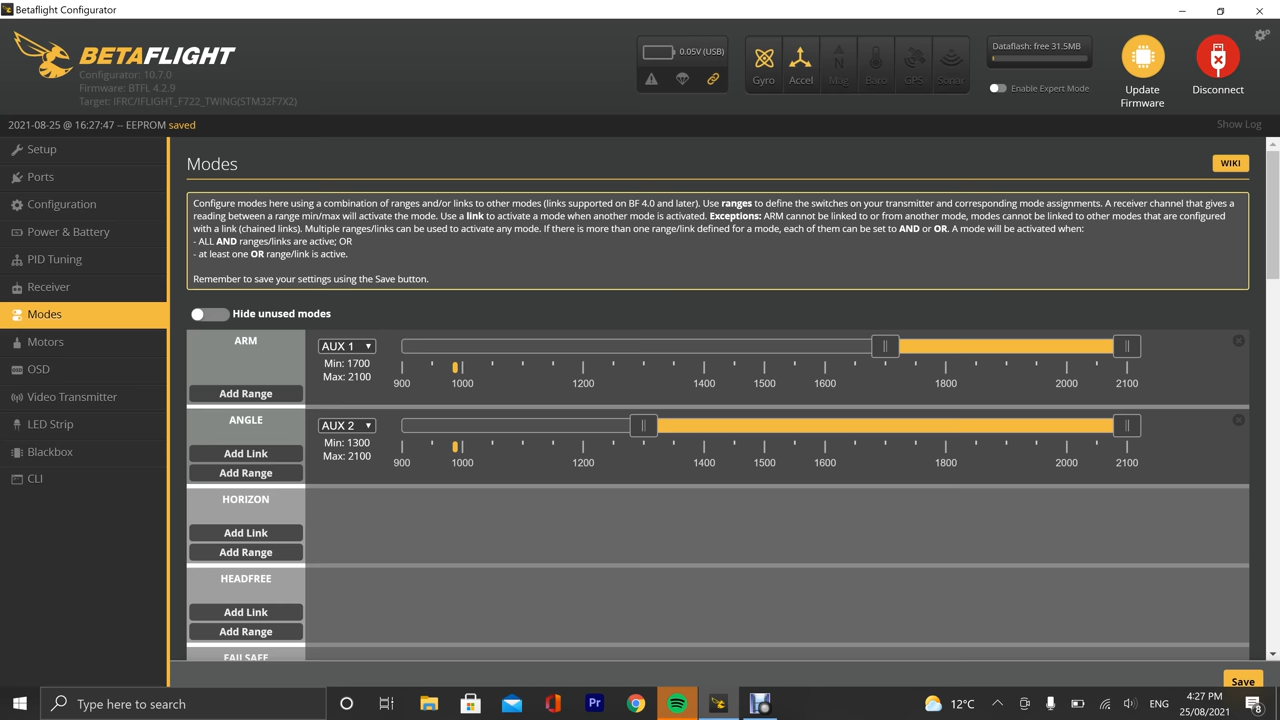 Betaflight Configurator
BETAFLIGHT
Configurator: 10.7.0
Firmware: BTFL 4.2.9
Target: IFRC/IFLIGHT_F722_TWING(STM32F7X2)
0.05V (USB)
Gyro Accel Mag Baro GPS Sonar
Dataflash: free 31.5MB
Enable Expert Mode
Update
Firmware
Disconnect
2021-08-25 @ 16:27:47 -- EEPROM saved
Show Log
Setup
Ports
Configuration
Power & Battery
PID Tuning
Receiver
Modes
Motors
OSD
Video Transmitter
LED Strip
Blackbox
CLI
Modes
WIKI
Configure modes here using a combination of ranges and/or links to other modes (links supported on BF 4.0 and later). Use ranges to define the switches on your transmitter and corresponding mode assignments. A receiver channel that gives a
reading between a range min/max will activate the mode. Use a link to activate a mode when another mode is activated. Exceptions: ARM cannot be linked to or from another mode, modes cannot be linked to other modes that are configured
with a link (chained links). Multiple ranges/links can be used to activate any mode. If there is more than one range/link defined for a mode, each of them can be set to AND or OR. A mode will be activated when:
- ALL AND ranges/links are active; OR
- at least one OR range/link is active.
Remember to save your settings using the Save button.
Hide unused modes
ARM
Add Range
AUX 1
Min: 1700
Max: 2100
900 1000 1200 1400 1500 1600 1800 2000 2100
ANGLE
Add Link
Add Range
AUX 2
Min: 1300
Max: 2100
900 1000 1200 1400 1500 1600 1800 2000 2100
HORIZON
Add Link
Add Range
HEADFREE
Add Link
Add Range
FAILSAFE
Save
Type here to search
Pr
12°C
ENG
4:27 PM
25/08/2021
8